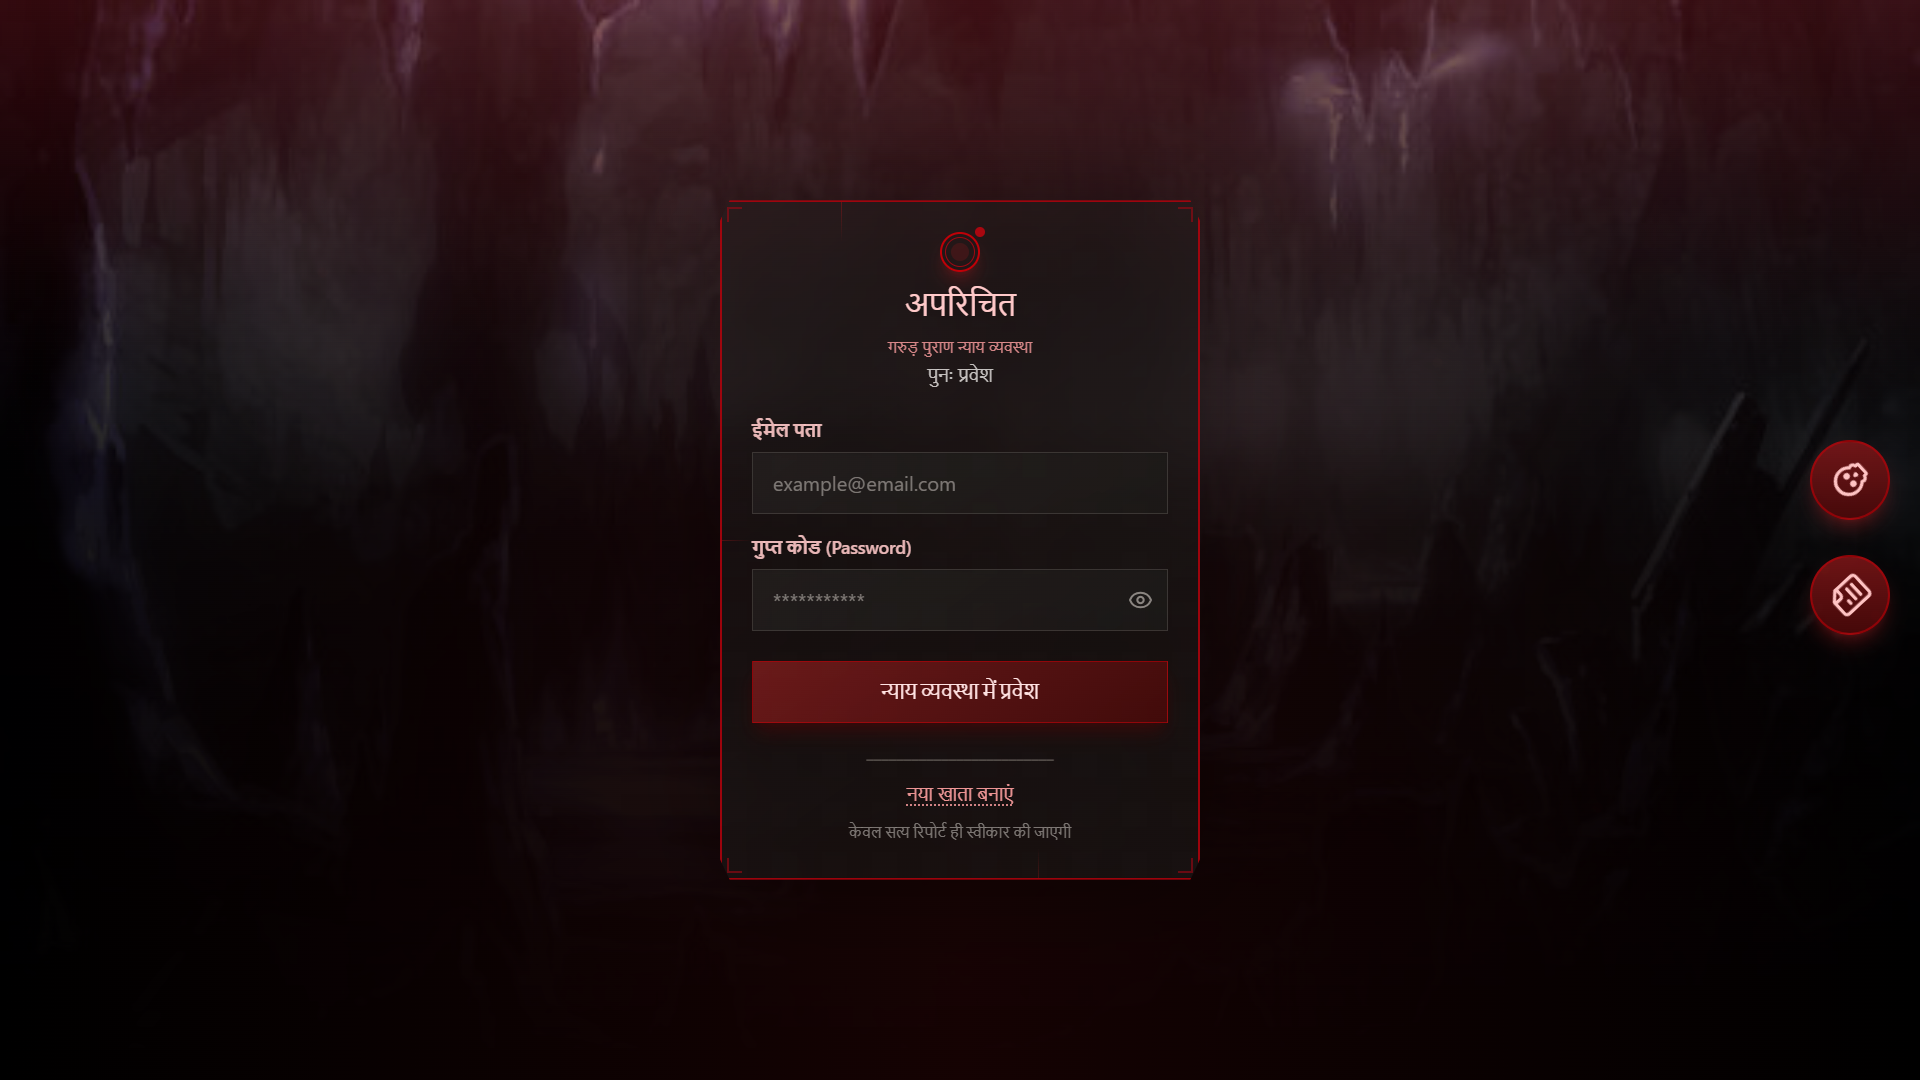 अपरिचित
गरुड़ पुराण न्याय व्यवस्था
पुनः प्रवेश
ईमेल पता
example@email.com
गुप्त कोड (Password)
***********
न्याय व्यवस्था में प्रवेश
नया खाता बनाएं
केवल सत्य रिपोर्ट ही स्वीकार की जाएगी